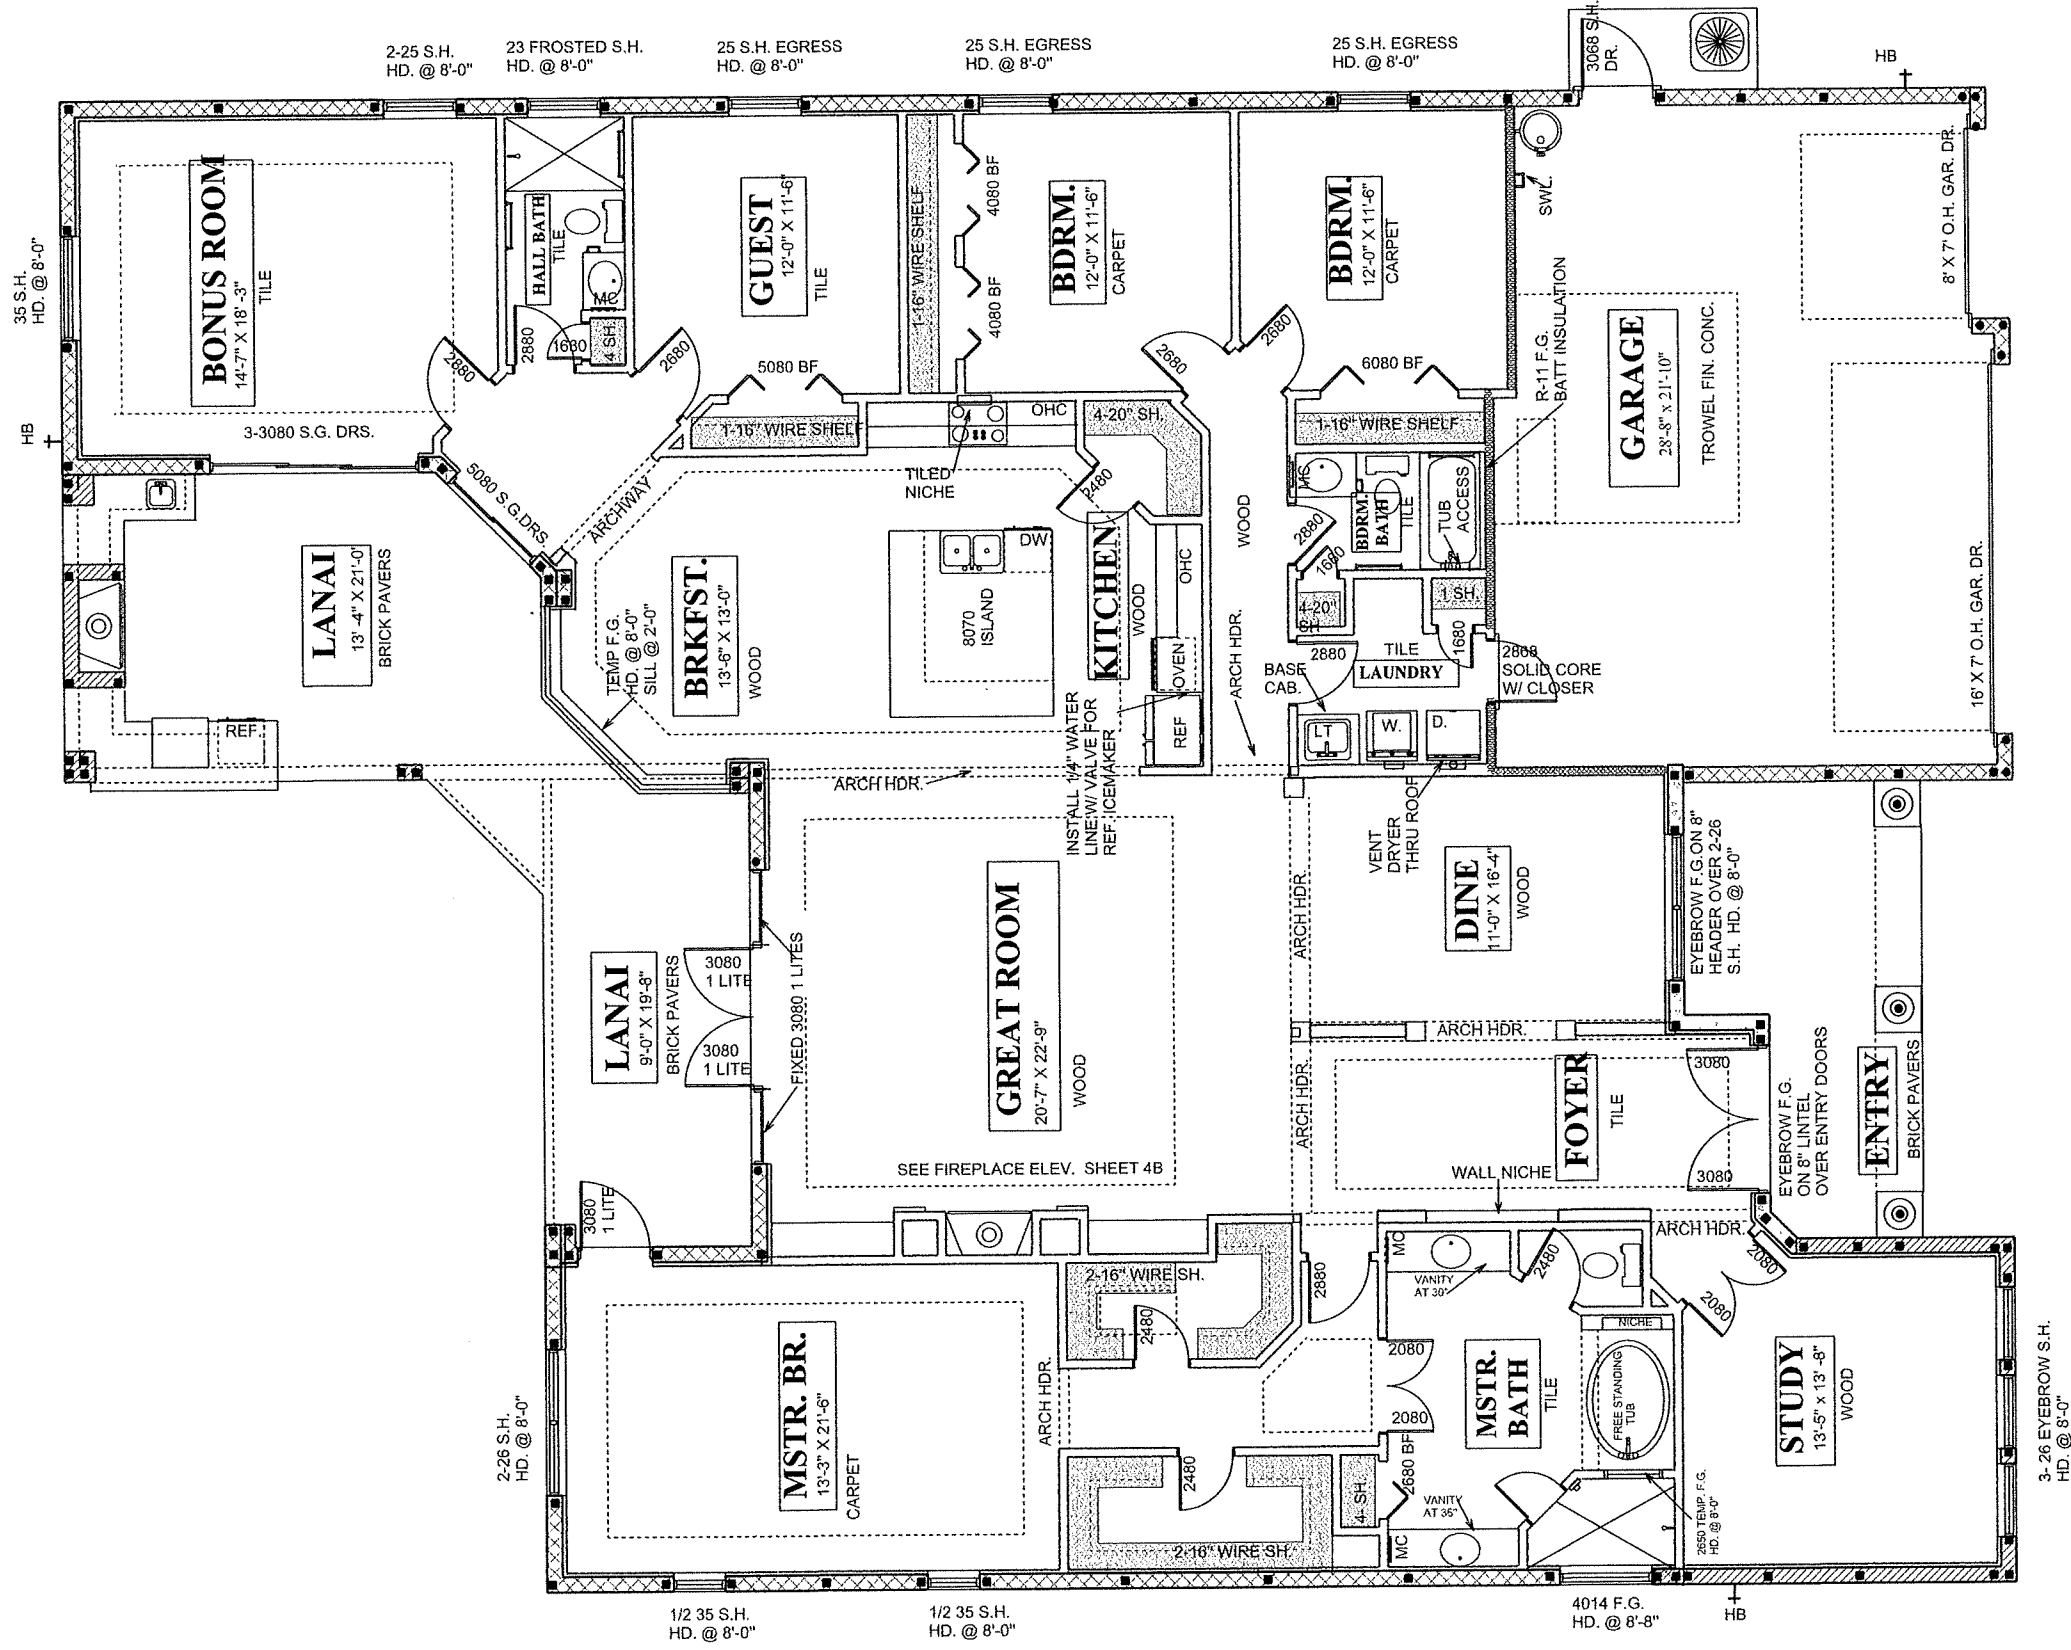 2-25 S.H.
HD. @ 8'-0"
23 FROSTED S.H.
HD. @ 8'-0"
25 S.H. EGRESS
HD. @ 8'-0"
25 S.H. EGRESS
HD. @ 8'-0"
25 S.H. EGRESS
HD. @ 8'-0"
3068 S.H.
DR.
HB
35 S.H.
HD. @ 8'-0"
HB
BONUS ROOM
14'-7" X 18'-3"
TILE
2880
3-3080 S.G. DRS.
5080 S.G.DRS
HALL BATH
TILE
MC
2880
1680
4 SH.
GUEST
12'-0" X 11'-6"
TILE
2680
5080 BF
1-16" WIRE SHELF
1-16" WIRE SHELF
4080 BF
4080 BF
BDRM.
12'-0" X 11'-6"
CARPET
2680
BDRM.
12'-0" X 11'-6"
CARPET
2680
6080 BF
1-16" WIRE SHELF
SWL.
R-11 F.G.
BATT INSULATION
GARAGE
28'-8" x 21'-10"
TROWEL FIN. CONC.
8' X 7' O.H. GAR. DR.
16' X 7' O.H. GAR. DR.
LANAI
13'-4" X 21'-0"
BRICK PAVERS
REF.
ARCHWAY
TEMP F.G.
HD. @ 8'-0"
SILL @ 2'-0"
BRKFST.
13'-6" X 13'-0"
WOOD
TILED
NICHE
OHC
4-20" SH.
2480
DW
8070
ISLAND
KITCHEN
WOOD
OHC
OVEN
REF
INSTALL 1/4" WATER
LINE W/ VALVE FOR
REF. ICEMAKER
WOOD
ARCH HDR.
ARCH HDR.
MC
BDRM.
BATH
TILE
TUB
ACCESS
2880
1680
4-20"
SH
1 SH.
1680
2880
TILE
LAUNDRY
BASE
CAB.
LT
W.
D.
2868
SOLID CORE
W/ CLOSER
VENT
DRYER
THRU ROOF
LANAI
9'-0" X 19'-8"
BRICK PAVERS
3080
1 LITE
3080
1 LITE
3080
1 LITE
FIXED 3080 1 LITES
GREAT ROOM
20'-7" X 22'-9"
WOOD
SEE FIREPLACE ELEV. SHEET 4B
ARCH HDR.
ARCH HDR.
DINE
11'-0" X 16'-4"
WOOD
ARCH HDR.
EYEBROW F.G.ON 8"
HEADER OVER 2-26
S.H. HD. @ 8'-0"
FOYER
TILE
3080
3080
WALL NICHE
EYEBROW F.G.
ON 8" LINTEL
OVER ENTRY DOORS
ENTRY
BRICK PAVERS
ARCH HDR.
MSTR. BR.
13'-3" X 21'-6"
CARPET
ARCH HDR.
2-26 S.H.
HD. @ 8'-0"
2-16" WIRE SH.
2480
2880
2480
2-16" WIRE SH.
MC
VANITY
AT 30"
2480
2080
2080
MSTR.
BATH
TILE
NICHE
FREE STANDING
TUB
4- SH.
2680 BF
VANITY
AT 36"
MC
2650 TEMP. F.G.
HD. @ 8'-0"
2080
2080
STUDY
13'-5" x 13'-8"
WOOD
3- 26 EYEBROW S.H.
HD. @ 8'-0"
1/2 35 S.H.
HD. @ 8'-0"
1/2 35 S.H.
HD. @ 8'-0"
4014 F.G.
HD. @ 8'-8"
HB